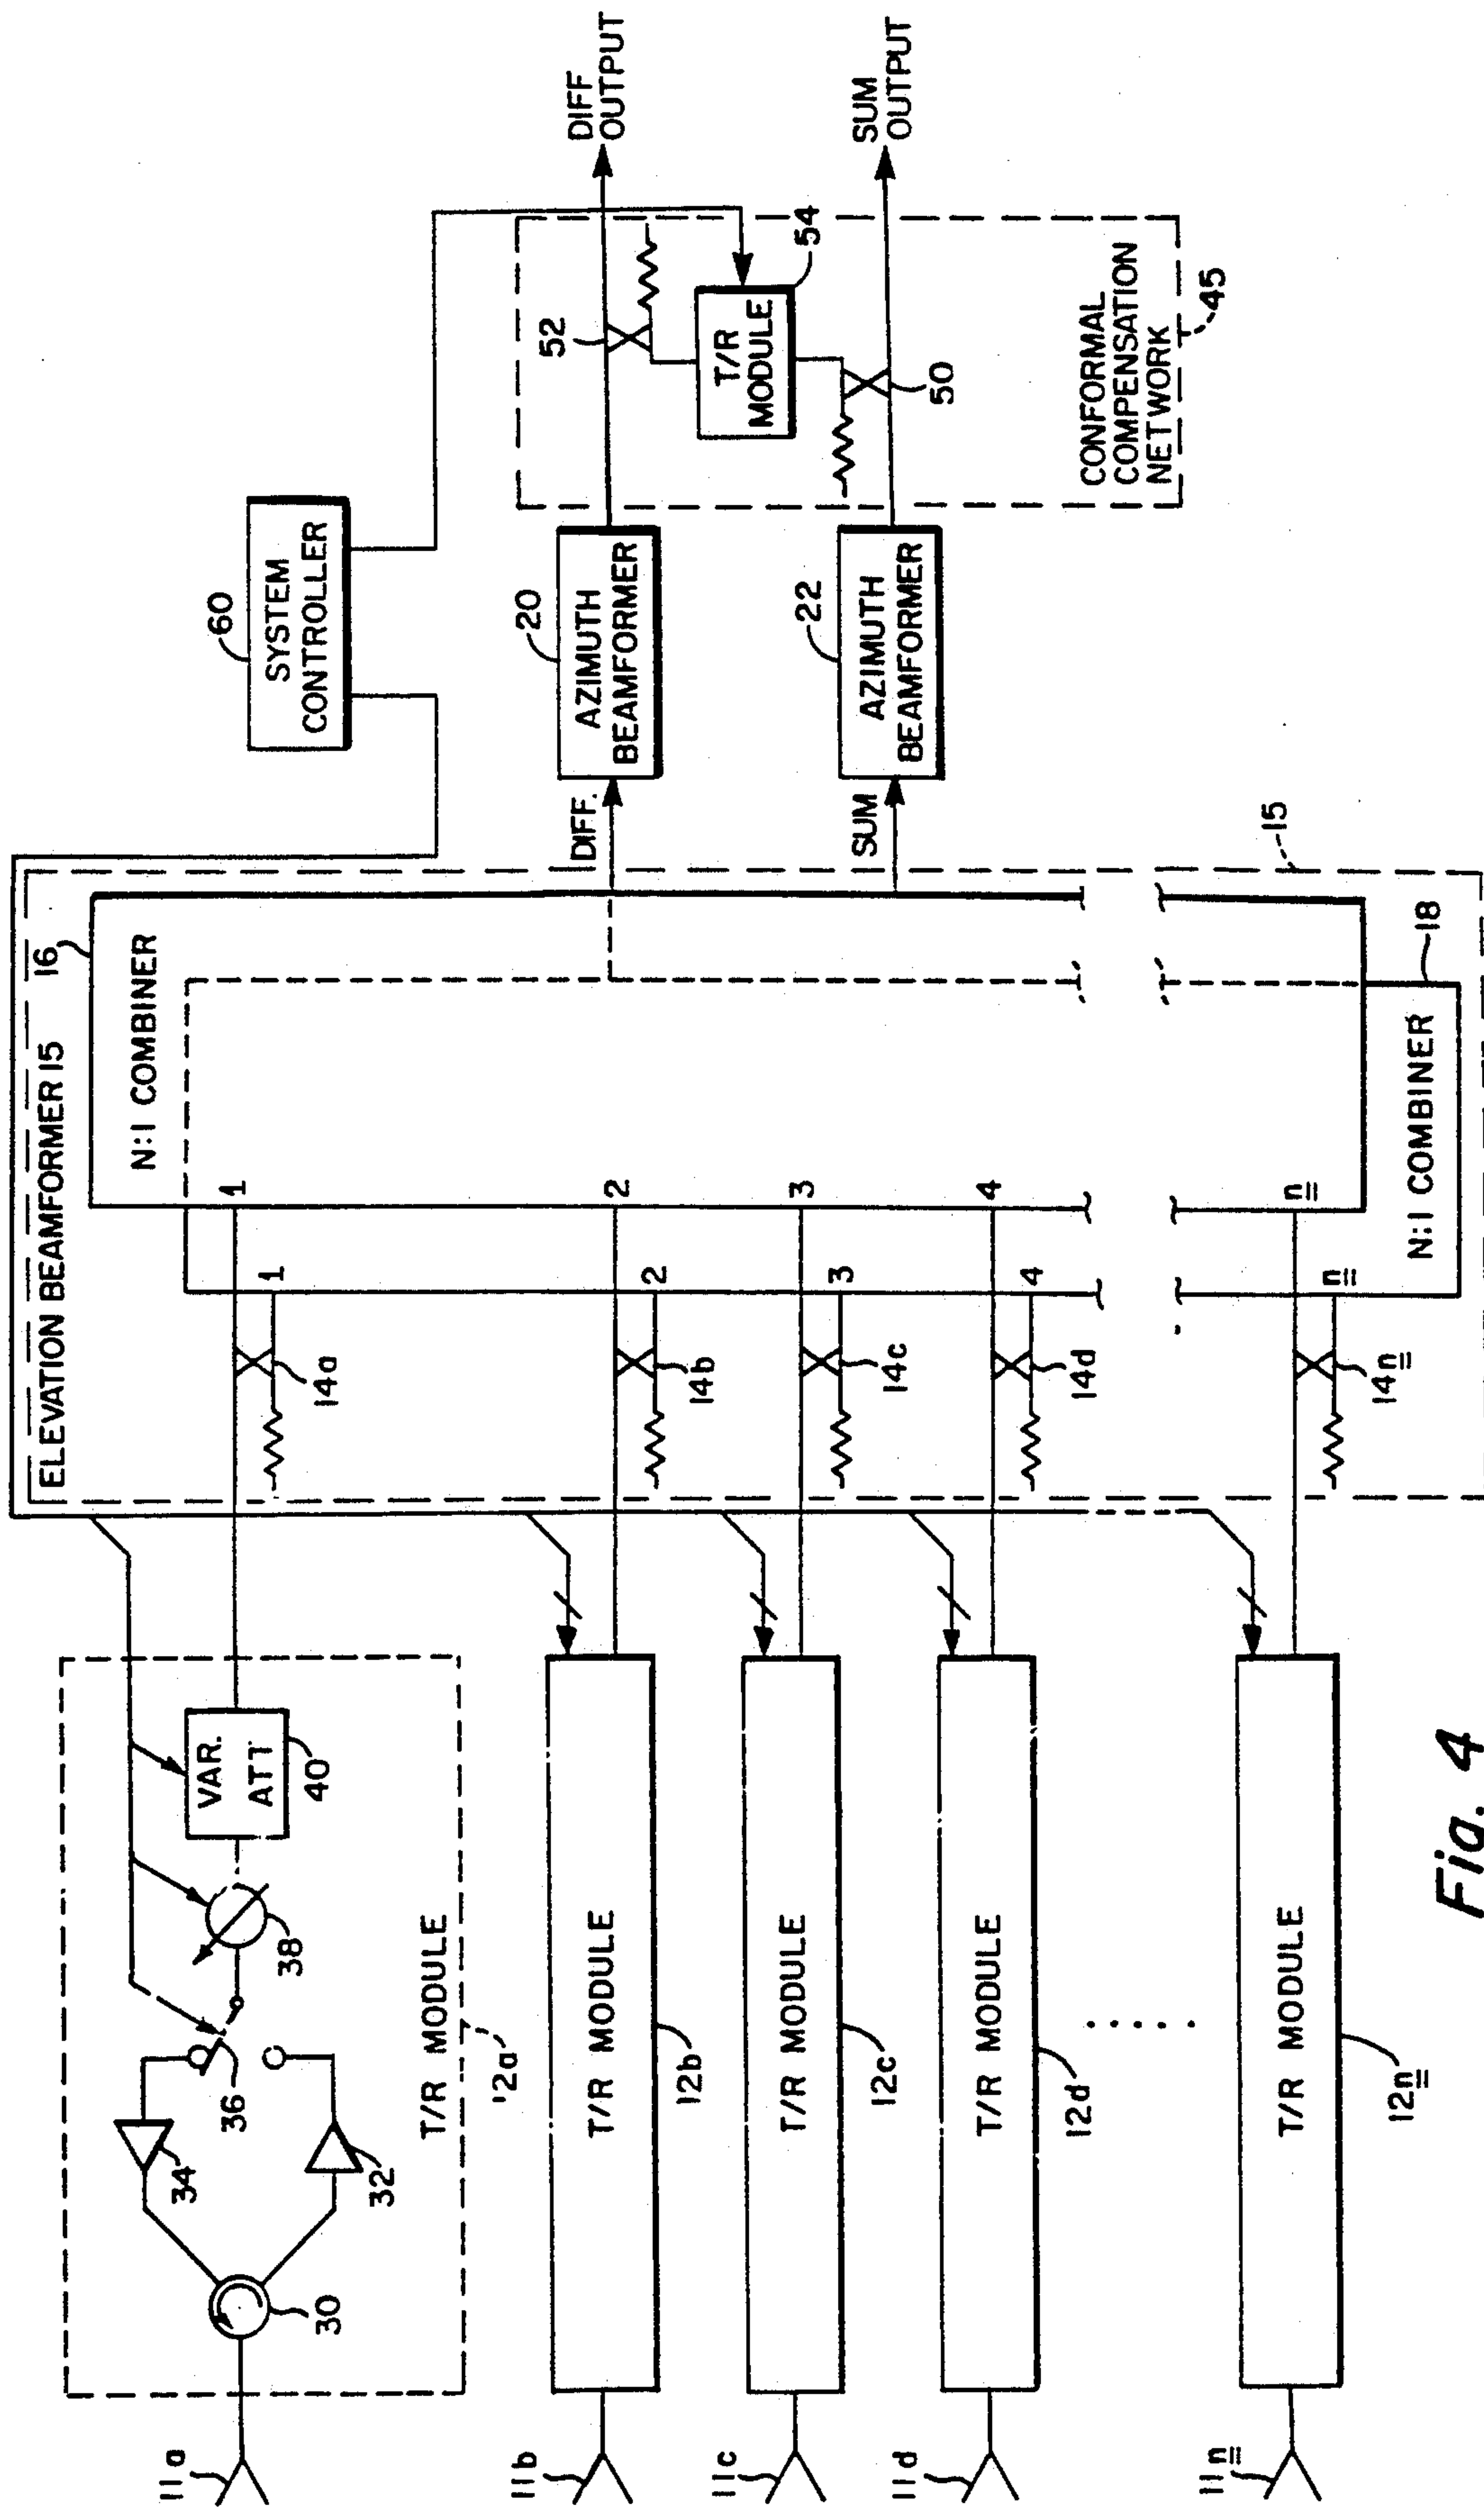 11a
30
34
32
36
38
VAR.
ATT
40
T/R MODULE
12a
11b
T/R MODULE
12b
11c
T/R MODULE
12c
11d
T/R MODULE
12d
11n
T/R MODULE
12n
ELEVATION BEAMFORMER 15
16
N:1 COMBINER
1
1
14a
2
2
14b
3
3
14c
4
4
14d
n
n
14n
N:1 COMBINER
18
15
60
SYSTEM
CONTROLLER
DIFF.
20
AZIMUTH
BEAMFORMER
SUM
22
AZIMUTH
BEAMFORMER
52
T/R
MODULE
54
50
CONFORMAL
COMPENSATION
NETWORK
45
DIFF
OUTPUT
SUM
OUTPUT
Fig. 4